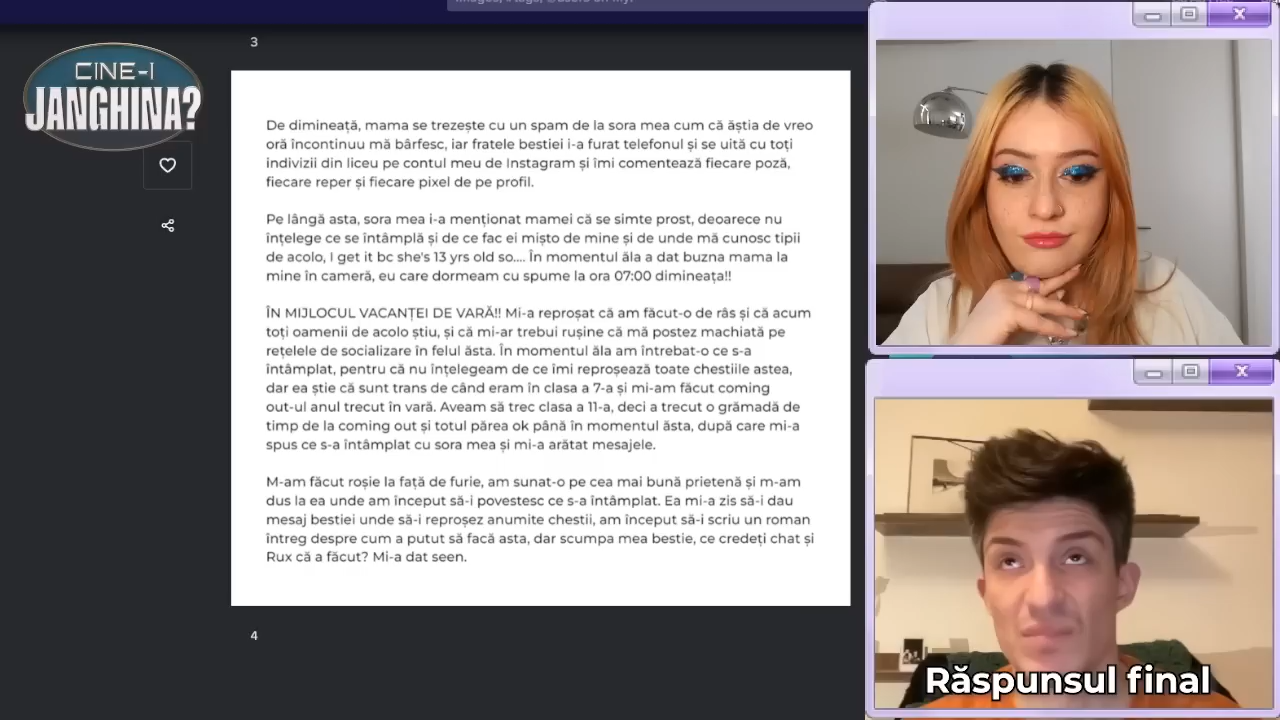 3
CINE-I
JANGHINA?
De dimineață, mama se trezește cu un spam de la sora mea cum că ăștia de vreo
oră încontinuu mă bârfesc, iar fratele bestiei i-a furat telefonul și se uită cu toți
indivizii din liceu pe contul meu de Instagram și îmi comentează fiecare poză,
fiecare reper și fiecare pixel de pe profil.
Pe lângă asta, sora mea i-a menționat mamei că se simte prost, deoarece nu
înțelege ce se întâmplă și de ce fac ei mișto de mine și de unde mă cunosc tipii
de acolo, I get it bc she's 13 yrs old so.... În momentul ăla a dat buzna mama la
mine în cameră, eu care dormeam cu spume la ora 07:00 dimineața!!
ÎN MIJLOCUL VACANȚEI DE VARĂ!! Mi-a reproșat că am făcut-o de râs și că acum
toți oamenii de acolo știu, și că mi-ar trebui rușine că mă postez machiată pe
rețelele de socializare în felul ăsta. În momentul ăla am întrebat-o ce s-a
întâmplat, pentru că nu înțelegeam de ce îmi reproșează toate chestiile astea,
dar ea știe că sunt trans de când eram în clasa a 7-a și mi-am făcut coming
out-ul anul trecut în vară. Aveam să trec clasa a 11-a, deci a trecut o grămadă de
timp de la coming out și totul părea ok până în momentul ăsta, după care mi-a
spus ce s-a întâmplat cu sora mea și mi-a arătat mesajele.
M-am făcut roșie la față de furie, am sunat-o pe cea mai bună prietenă și m-am
dus la ea unde am început să-i povestesc ce s-a întâmplat. Ea mi-a zis să-i dau
mesaj bestiei unde să-i reproșez anumite chestii, am început să-i scriu un roman
întreg despre cum a putut să facă asta, dar scumpa mea bestie, ce credeți chat și
Rux că a făcut? Mi-a dat seen.
4
Răspunsul final